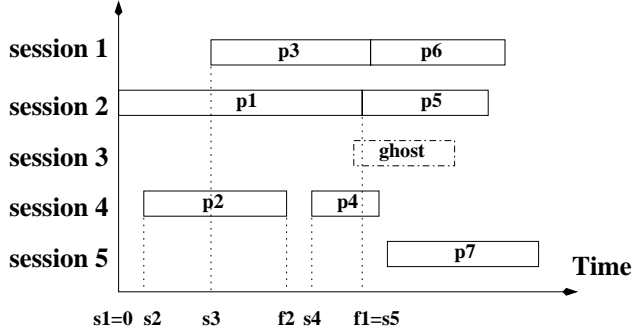 session 1 p3 p6
session 2 p1 p5
session 3 ghost
session 4 p2 p4
session 5 p7
Time
s1=0 s2 s3 f2 s4 f1=s5